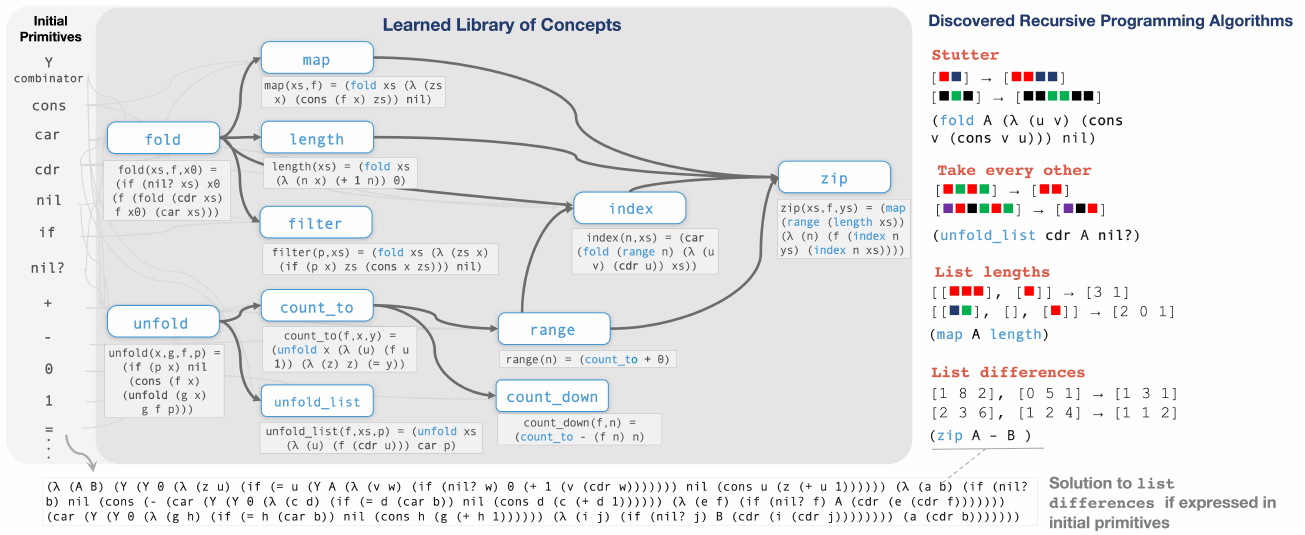 Initial
Primitives
Learned Library of Concepts
Discovered Recursive Programming Algorithms
Y
combinator
cons
car
cdr
nil
if
nil?
+
-
0
1
=
fold
fold(xs,f,x0) =
(if (nil? xs) x0
(f (fold (cdr xs)
f x0) (car xs)))
unfold
unfold(x,g,f,p) =
(if (p x) nil
(cons (f x)
(unfold (g x)
g f p)))
map
map(xs,f) = (fold xs (λ (zs
x) (cons (f x) zs)) nil)
length
length(xs) = (fold xs
(λ (n x) (+ 1 n)) 0)
filter
filter(p,xs) = (fold xs (λ (zs x)
(if (p x) zs (cons x zs))) nil)
count_to
count_to(f,x,y) =
(unfold x (λ (u) (f u
1)) (λ (z) z) (= y))
unfold_list
unfold_list(f,xs,p) = (unfold xs
(λ (u) (f (cdr u))) car p)
index
index(n,xs) = (car
(fold (range n) (λ (u
v) (cdr u)) xs))
range
range(n) = (count_to + 0)
count_down
count_down(f,n) =
(count_to - (f n) n)
zip
zip(xs,f,ys) = (map
(range (length xs))
(λ (n) (f (index n
ys) (index n xs))))
Stutter
[ ] → [ ]
[ ] → [ ]
(fold A (λ (u v) (cons
v (cons v u))) nil)
Take every other
[ ] → [ ]
[ ] → [ ]
(unfold_list cdr A nil?)
List lengths
[[ ], [ ]] → [3 1]
[[ ], [], [ ]] → [2 0 1]
(map A length)
List differences
[1 8 2], [0 5 1] → [1 3 1]
[2 3 6], [1 2 4] → [1 1 2]
(zip A – B )
(λ (A B) (Y (Y 0 (λ (z u) (if (= u (Y A (λ (v w) (if (nil? w) 0 (+ 1 (v (cdr w))))))) nil (cons u (z (+ u 1)))))) (λ (a b) (if (nil?
b) nil (cons (- (car (Y (Y 0 (λ (c d) (if (= d (car b)) nil (cons d (c (+ d 1)))))) (λ (e f) (if (nil? f) A (cdr (e (cdr f)))))))
(car (Y (Y 0 (λ (g h) (if (= h (car b)) nil (cons h (g (+ h 1)))))) (λ (i j) (if (nil? j) B (cdr (i (cdr j)))))))) (a (cdr b)))))))
Solution to list
differences if expressed in
initial primitives